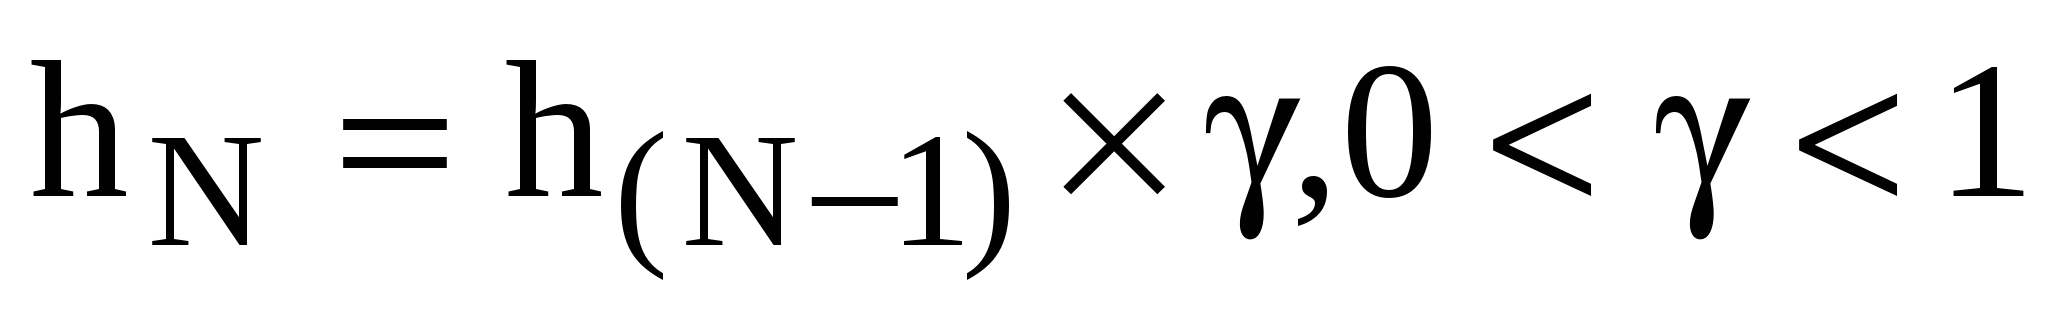 h_N = h_(N−1) × γ, 0 < γ < 1